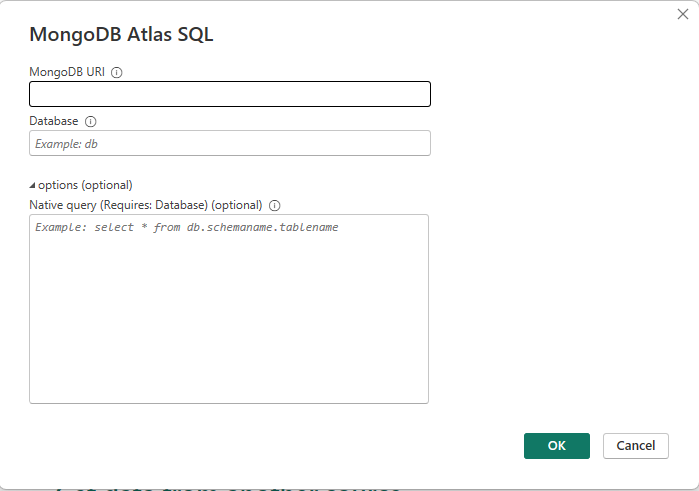 MongoDB Atlas SQL
MongoDB URI
Database
Example: db
options (optional)
Native query (Requires: Database) (optional)
Example: select * from db.schemaname.tablename
OK
Cancel